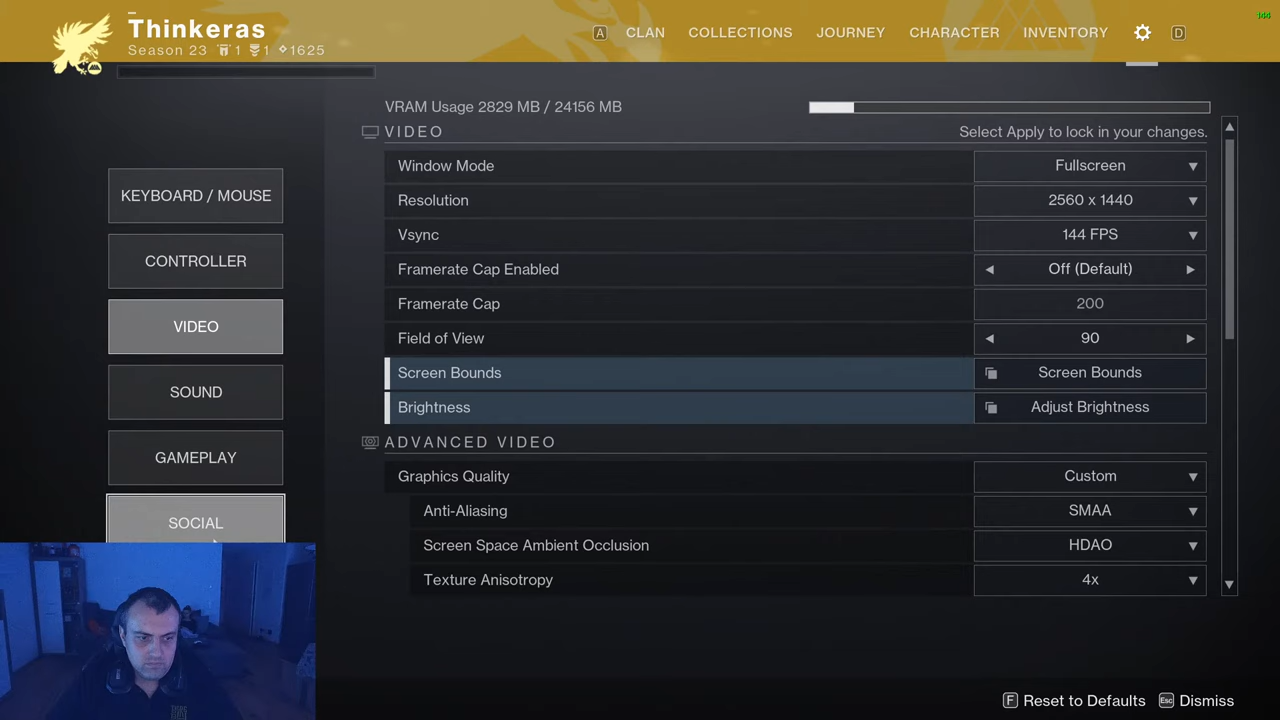 Thinkeras
Season 23 1 1 1625
A CLAN COLLECTIONS JOURNEY CHARACTER INVENTORY D
144
VRAM Usage 2829 MB / 24156 MB
VIDEO
Select Apply to lock in your changes.
Window Mode Fullscreen
Resolution 2560 x 1440
Vsync 144 FPS
Framerate Cap Enabled Off (Default)
Framerate Cap 200
Field of View 90
Screen Bounds Screen Bounds
Brightness Adjust Brightness
ADVANCED VIDEO
Graphics Quality Custom
Anti-Aliasing SMAA
Screen Space Ambient Occlusion HDAO
Texture Anisotropy 4x
KEYBOARD / MOUSE
CONTROLLER
VIDEO
SOUND
GAMEPLAY
SOCIAL
F Reset to Defaults Esc Dismiss